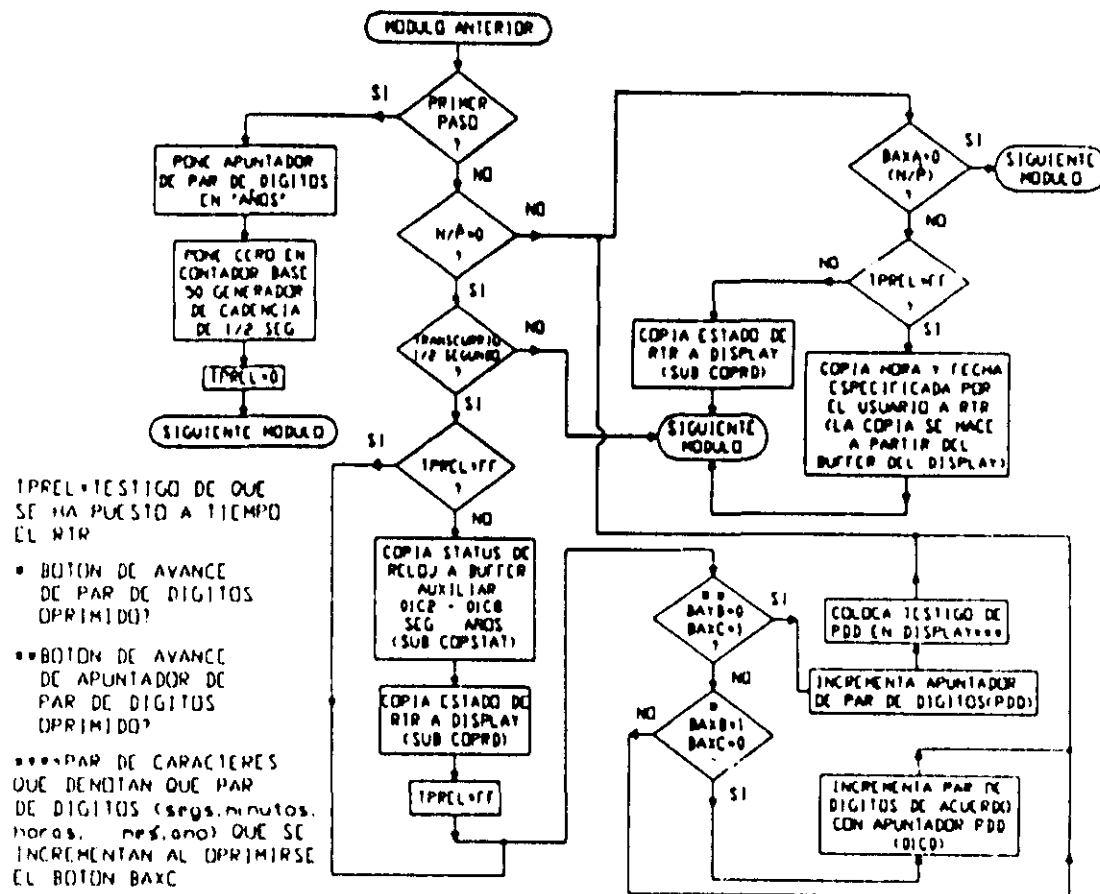 MODULO ANTERIOR
SI
PRIMER
PASO
?
NO
PONE APUNTADOR
DE PAR DE DIGITOS
EN "AÑOS"
PONE CERO EN
CONTADOR BASE
50 GENERADOR
DE CADENCIA
DE 1/2 SEG
TPREL=0
SIGUIENTE MODULO
N/P=0
?
NO
SI
TRANSCURRIO
1/2 SEGUNDO
?
NO
SI
TPREL=FF
?
SI
NO
COPIA STATUS DE
RELOJ A BUFFER
AUXILIAR
01C2 - 01C8
SEG AÑOS
(SUB COPSTAT)
COPIA ESTADO DE
RTR A DISPLAY
(SUB COPRD)
TPREL=FF
BAXA=0
(N/P)
?
SI
SIGUIENTE
MODULO
NO
TPREL=FF
?
NO
SI
COPIA ESTADO DE
RTR A DISPLAY
(SUB COPRD)
SIGUIENTE
MODULO
COPIA HORA Y FECHA
ESPECIFICADA POR
EL USUARIO A RTR
(LA COPIA SE HACE
A PARTIR DEL
BUFFER DEL DISPLAY)
**
BAXB=0
BAXC=1
?
SI
NO
COLOCA TESTIGO DE
PDD EN DISPLAY***
INCREMENTA APUNTADOR
DE PAR DE DIGITOS(PDD)
*
BAXB=1
BAXC=0
NO
SI
INCREMENTA PAR DE
DIGITOS DE ACUERDO
CON APUNTADOR PDD
(01C0)
TPREL=TESTIGO DE QUE
SE HA PUESTO A TIEMPO
EL RTR
* BOTON DE AVANCE
DE PAR DE DIGITOS
OPRIMIDO?
**BOTON DE AVANCE
DE APUNTADOR DE
PAR DE DIGITOS
OPRIMIDO?
***=PAR DE CARACTERES
QUE DENOTAN QUE PAR
DE DIGITOS (segs,minutos,
horas, mes,ano) QUE SE
INCREMENTAN AL OPRIMIRSE
EL BOTON BAXC